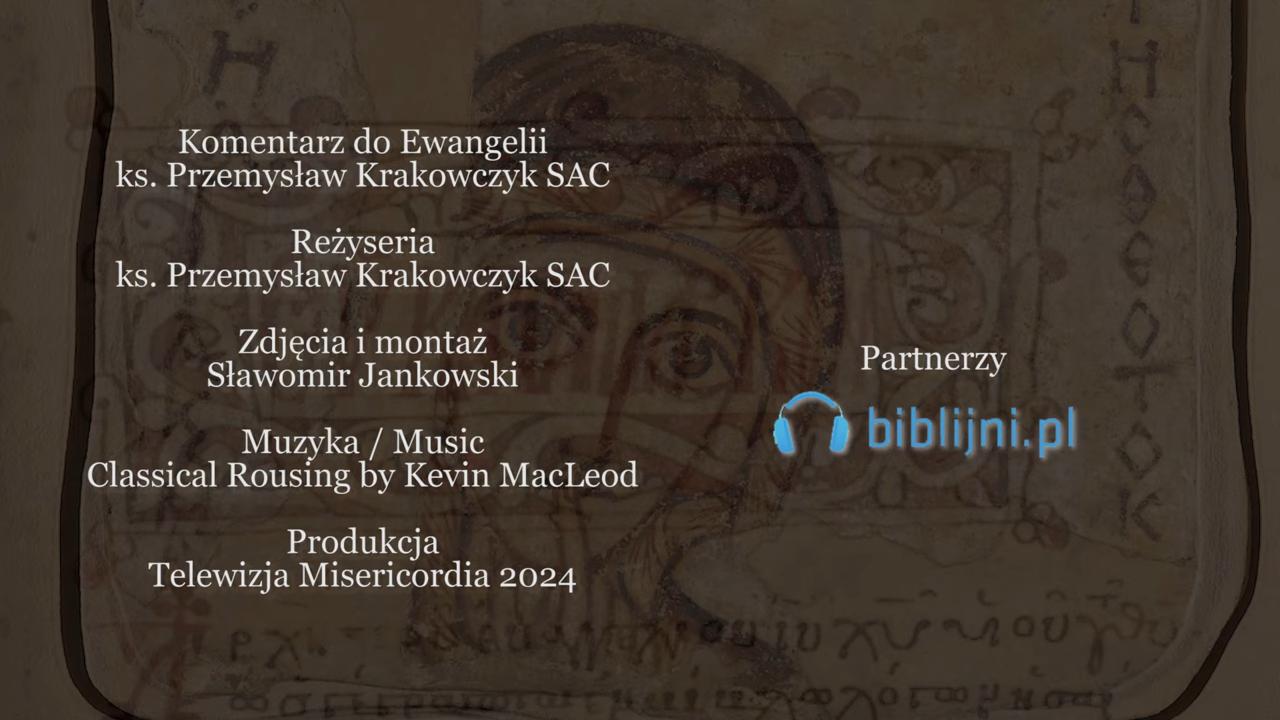 Komentarz do Ewangelii
ks. Przemysław Krakowczyk SAC
Reżyseria
ks. Przemysław Krakowczyk SAC
Zdjęcia i montaż
Sławomir Jankowski
Muzyka / Music
Classical Rousing by Kevin MacLeod
Produkcja
Telewizja Misericordia 2024
Partnerzy
biblijni.pl